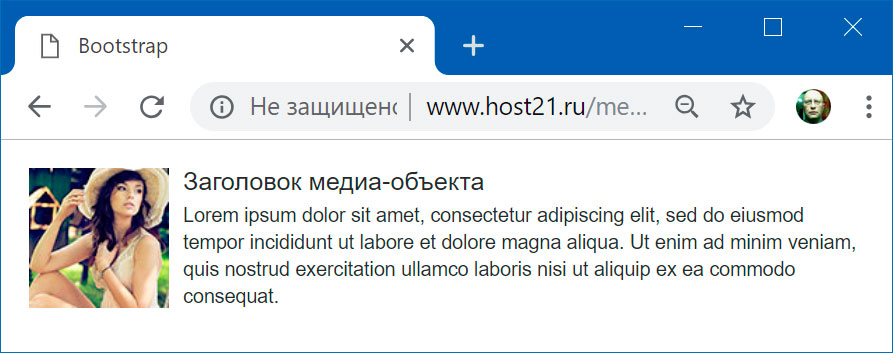 Bootstrap
Не защищенс www.host21.ru/me...
Заголовок медиа-объекта
Lorem ipsum dolor sit amet, consectetur adipiscing elit, sed do eiusmod
tempor incididunt ut labore et dolore magna aliqua. Ut enim ad minim veniam,
quis nostrud exercitation ullamco laboris nisi ut aliquip ex ea commodo
consequat.